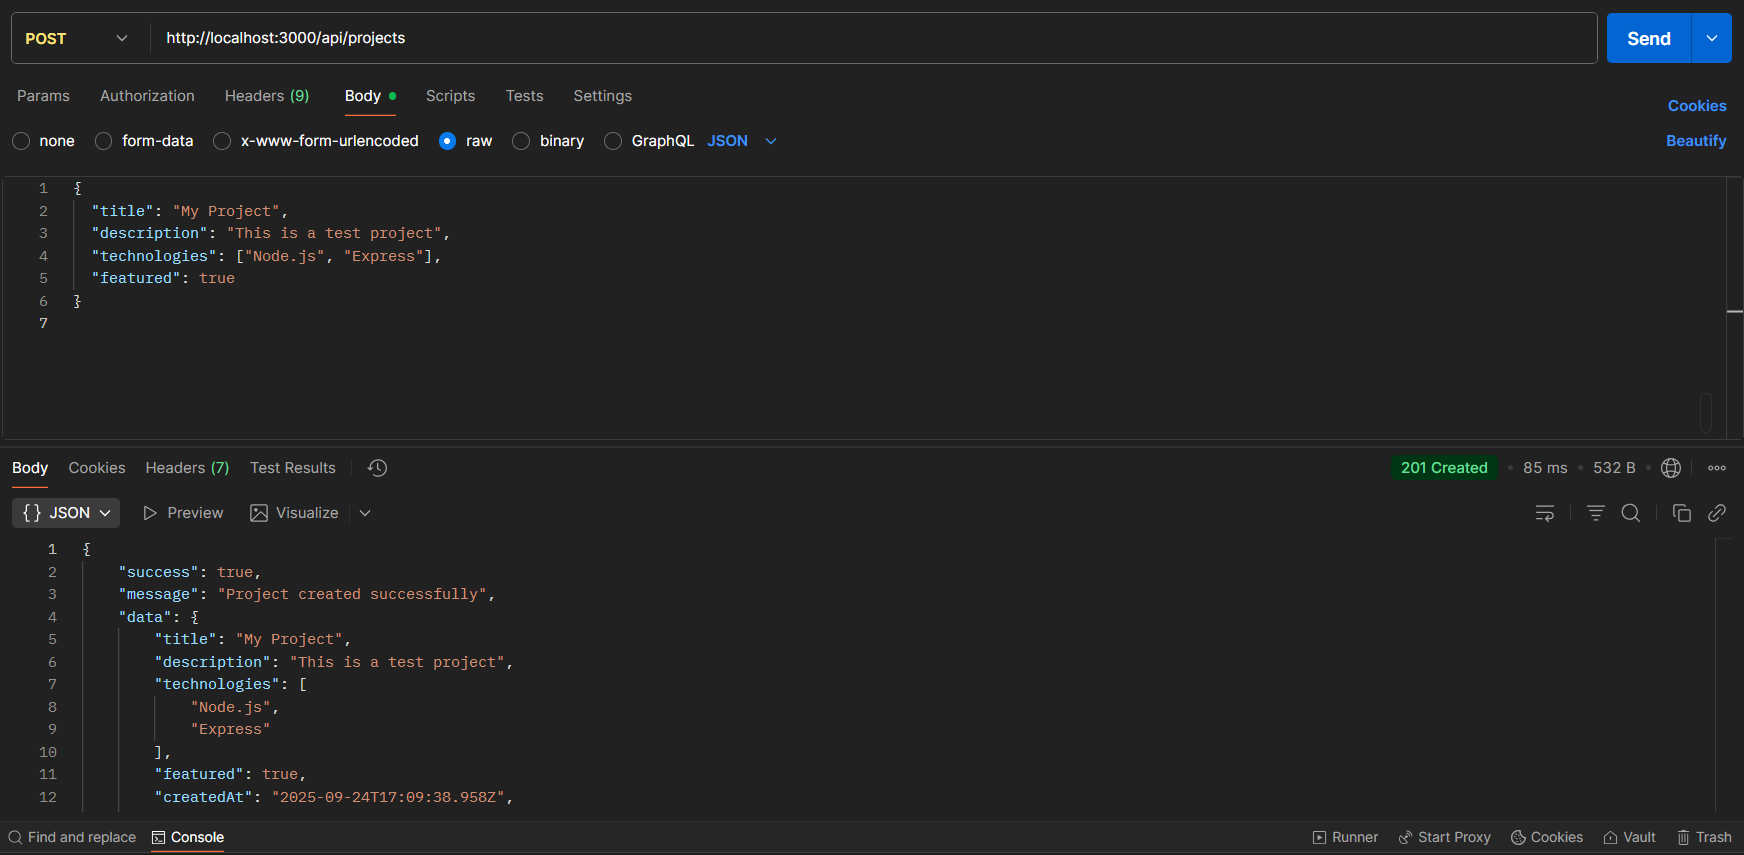 POST http://localhost:3000/api/projects Send
Params Authorization Headers (9) Body Scripts Tests Settings Cookies
none form-data x-www-form-urlencoded raw binary GraphQL JSON Beautify
1 {
2 "title": "My Project",
3 "description": "This is a test project",
4 "technologies": ["Node.js", "Express"],
5 "featured": true
6 }
7
Body Cookies Headers (7) Test Results 201 Created • 85 ms • 532 B •
{} JSON Preview Visualize
1 {
2 "success": true,
3 "message": "Project created successfully",
4 "data": {
5 "title": "My Project",
6 "description": "This is a test project",
7 "technologies": [
8 "Node.js",
9 "Express"
10 ],
11 "featured": true,
12 "createdAt": "2025-09-24T17:09:38.958Z",
Find and replace Console Runner Start Proxy Cookies Vault Trash